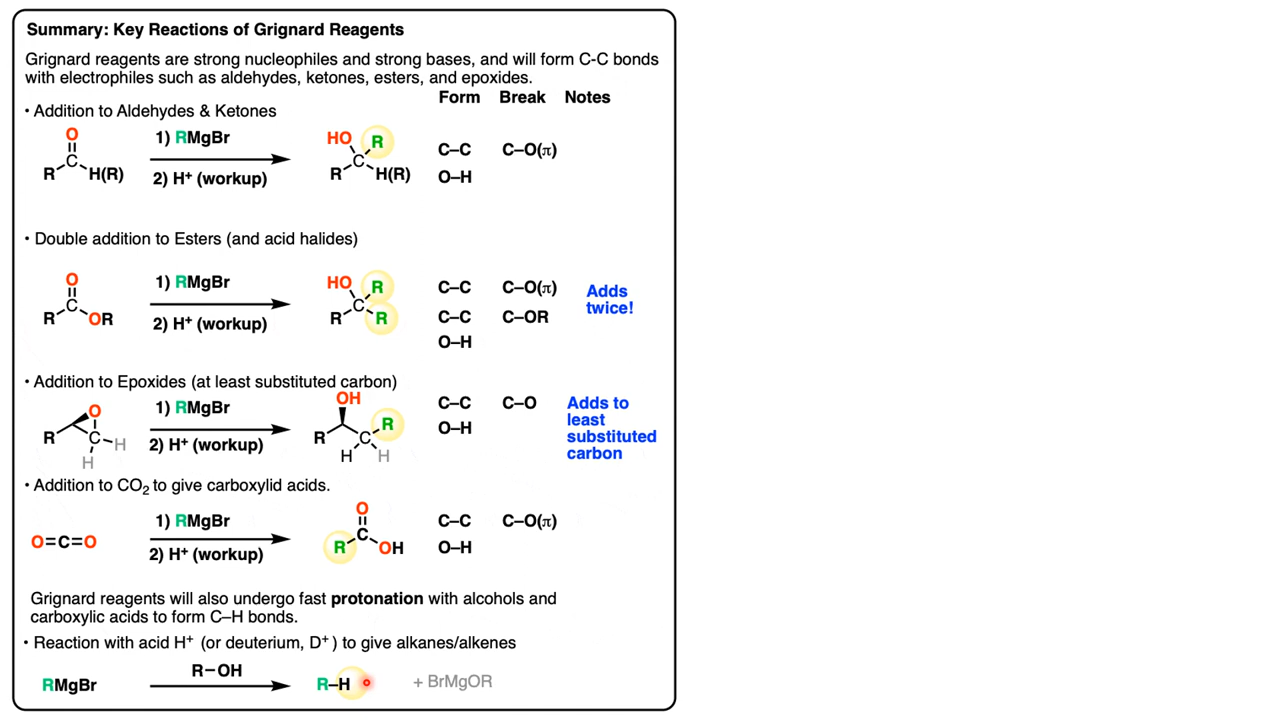 Summary: Key Reactions of Grignard Reagents
Grignard reagents are strong nucleophiles and strong bases, and will form C-C bonds
with electrophiles such as aldehydes, ketones, esters, and epoxides.
Form Break Notes
• Addition to Aldehydes & Ketones
O
C
R H(R)
1) RMgBr
2) H⁺ (workup)
HO R
C
R H(R)
C–C C–O(π)
O–H
• Double addition to Esters (and acid halides)
O
C
R OR
1) RMgBr
2) H⁺ (workup)
HO R
C
R R
C–C C–O(π)
C–C C–OR
O–H
Adds
twice!
• Addition to Epoxides (at least substituted carbon)
O
R C H
H
1) RMgBr
2) H⁺ (workup)
OH
R
R C
H H
C–C C–O
O–H
Adds to
least
substituted
carbon
• Addition to CO₂ to give carboxylid acids.
O=C=O
1) RMgBr
2) H⁺ (workup)
O
C
R OH
C–C C–O(π)
O–H
Grignard reagents will also undergo fast protonation with alcohols and
carboxylic acids to form C–H bonds.
• Reaction with acid H⁺ (or deuterium, D⁺) to give alkanes/alkenes
RMgBr
R–OH
R–H
+ BrMgOR